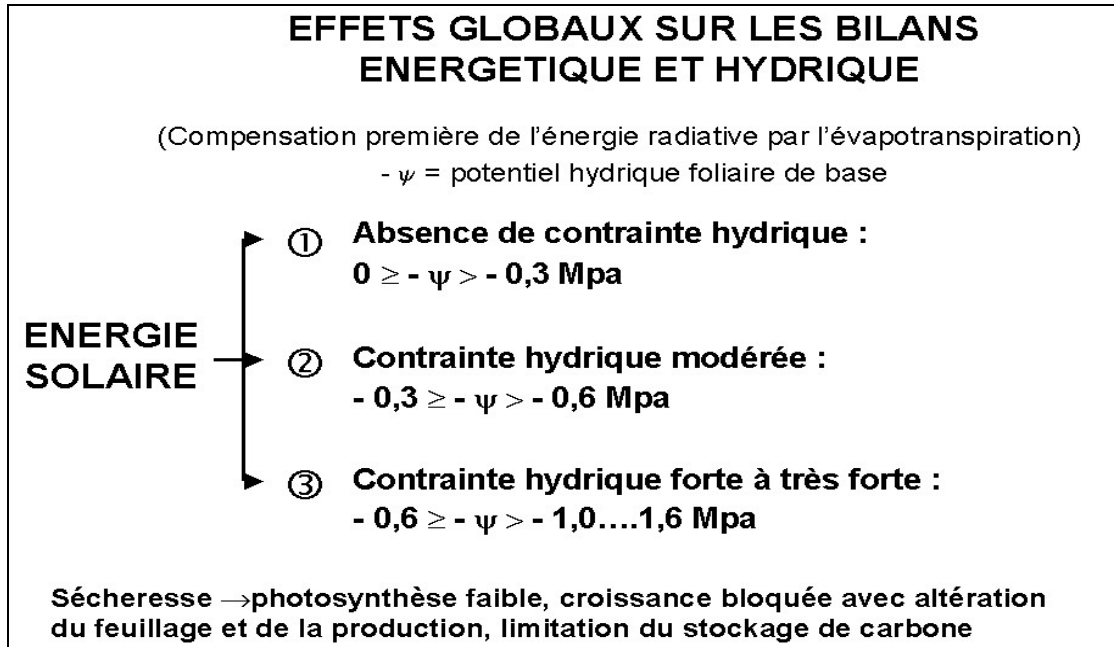 EFFETS GLOBAUX SUR LES BILANS
ENERGETIQUE ET HYDRIQUE
(Compensation première de l'énergie radiative par l'évapotranspiration)
- ψ = potentiel hydrique foliaire de base
ENERGIE
SOLAIRE
① Absence de contrainte hydrique :
0 ≥ - ψ > - 0,3 Mpa
② Contrainte hydrique modérée :
- 0,3 ≥ - ψ > - 0,6 Mpa
③ Contrainte hydrique forte à très forte :
- 0,6 ≥ - ψ > - 1,0....1,6 Mpa
Sécheresse →photosynthèse faible, croissance bloquée avec altération
du feuillage et de la production, limitation du stockage de carbone